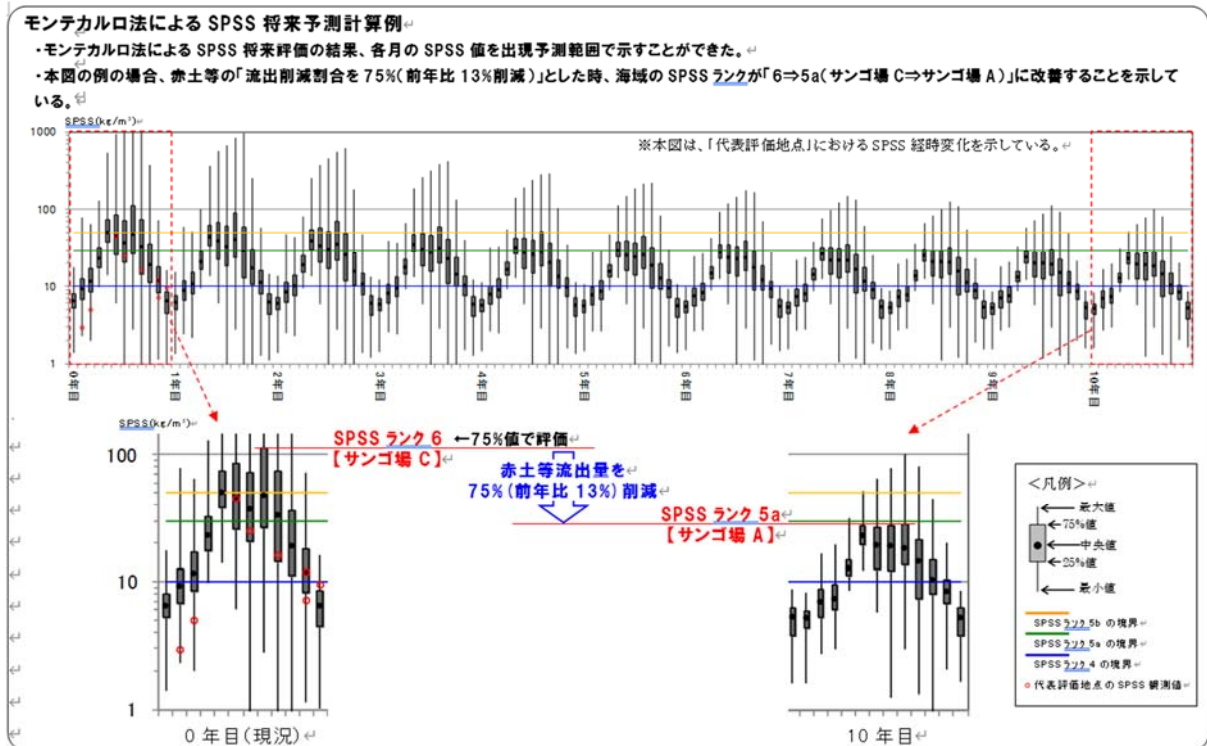 モンテカルロ法による SPSS 将来予測計算例
・モンテカルロ法による SPSS 将来評価の結果、各月の SPSS 値を出現予測範囲で示すことができた。
・本図の例の場合、赤土等の「流出削減割合を 75%(前年比 13%削減)」とした時、海域の SPSS ランクが「6⇒5a(サンゴ場 C⇒サンゴ場 A)」に改善することを示して
いる。
SPSS(kg/m³)
※本図は、「代表評価地点」における SPSS 経時変化を示している。
1000
100
10
1
0年目
1年目
2年目
3年目
4年目
5年目
6年目
7年目
8年目
9年目
10年目
SPSS(kg/m³)
100
10
1
0 年目(現況)
SPSS ランク 6 ←75%値で評価
【サンゴ場 C】
赤土等流出量を
75%(前年比 13%)削減
SPSS ランク 5a
【サンゴ場 A】
100
10
1
10 年目
<凡例>
最大値
75%値
中央値
25%値
最小値
SPSS ランク 5b の境界
SPSS ランク 5a の境界
SPSS ランク 4 の境界
代表評価地点の SPSS 観測値